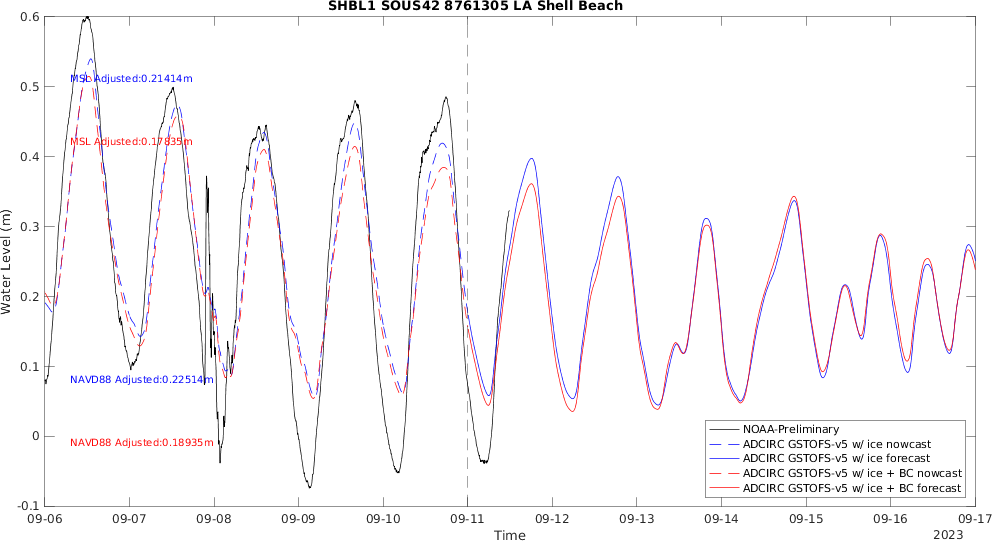 SHBL1 SOUS42 8761305 LA Shell Beach
Water Level (m)
0.6
0.5
0.4
0.3
0.2
0.1
0
-0.1
MSL Adjusted:0.21414m
MSL Adjusted:0.17835m
NAVD88 Adjusted:0.22514m
NAVD88 Adjusted:0.18935m
NOAA-Preliminary
ADCIRC GSTOFS-v5 w/ ice nowcast
ADCIRC GSTOFS-v5 w/ ice forecast
ADCIRC GSTOFS-v5 w/ ice + BC nowcast
ADCIRC GSTOFS-v5 w/ ice + BC forecast
09-06 09-07 09-08 09-09 09-10 09-11 09-12 09-13 09-14 09-15 09-16 09-17
Time
2023